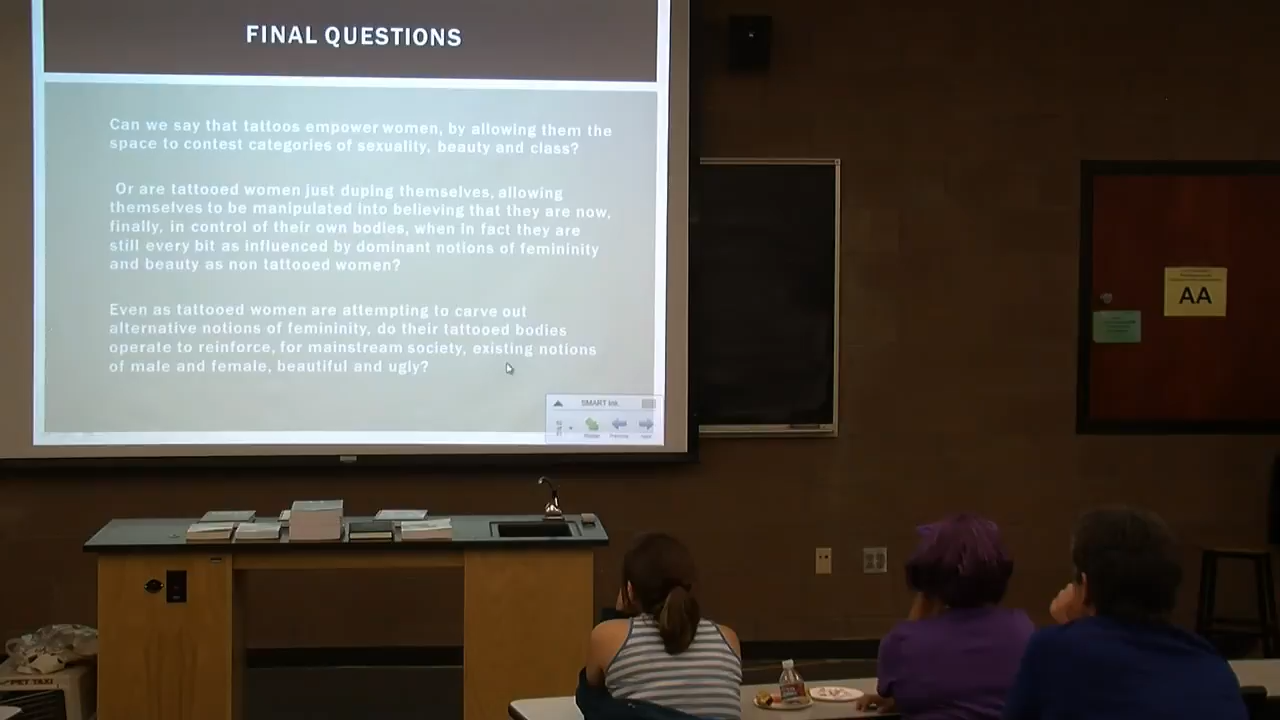 FINAL QUESTIONS
Can we say that tattoos empower women, by allowing them the
space to contest categories of sexuality, beauty and class?
Or are tattooed women just duping themselves, allowing
themselves to be manipulated into believing that they are now,
finally, in control of their own bodies, when in fact they are
still every bit as influenced by dominant notions of femininity
and beauty as non tattooed women?
Even as tattooed women are attempting to carve out
alternative notions of femininity, do their tattooed bodies
operate to reinforce, for mainstream society, existing notions
of male and female, beautiful and ugly?
SMART Ink
AA
PET TAXI